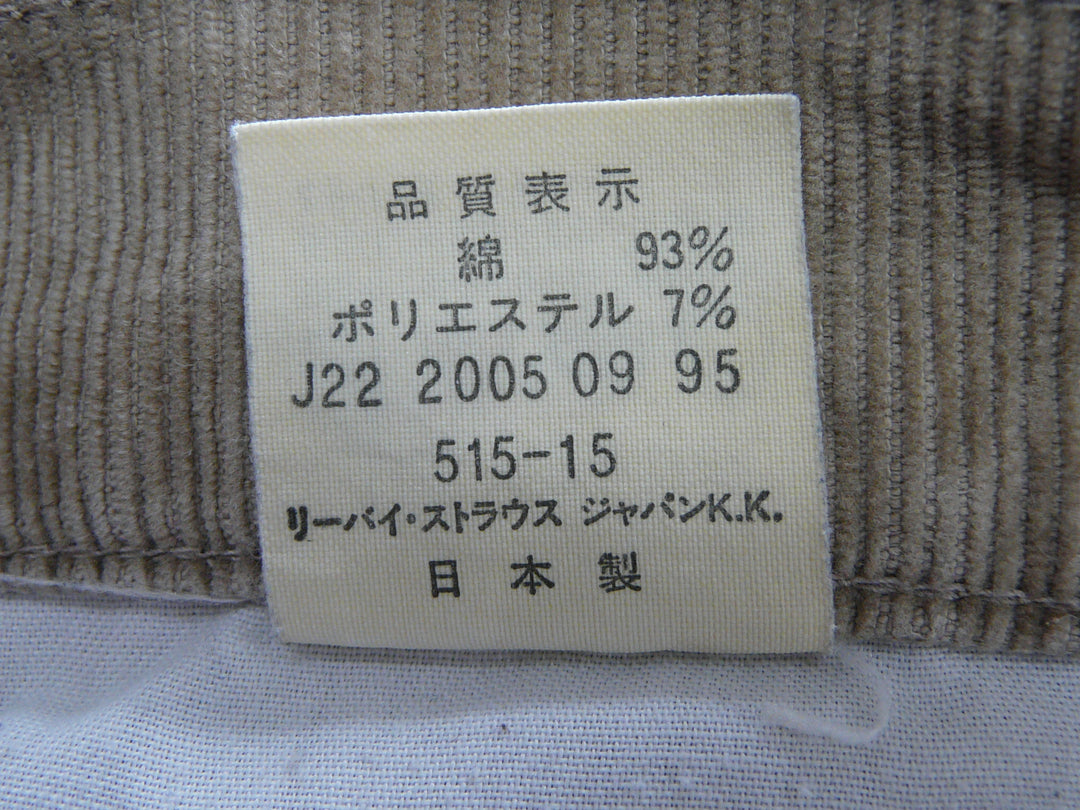 品質表示
綿 93%
ポリエステル 7%
J22 2005 09 95
515-15
リーバイ・ストラウス ジャパンK.K.
日本製